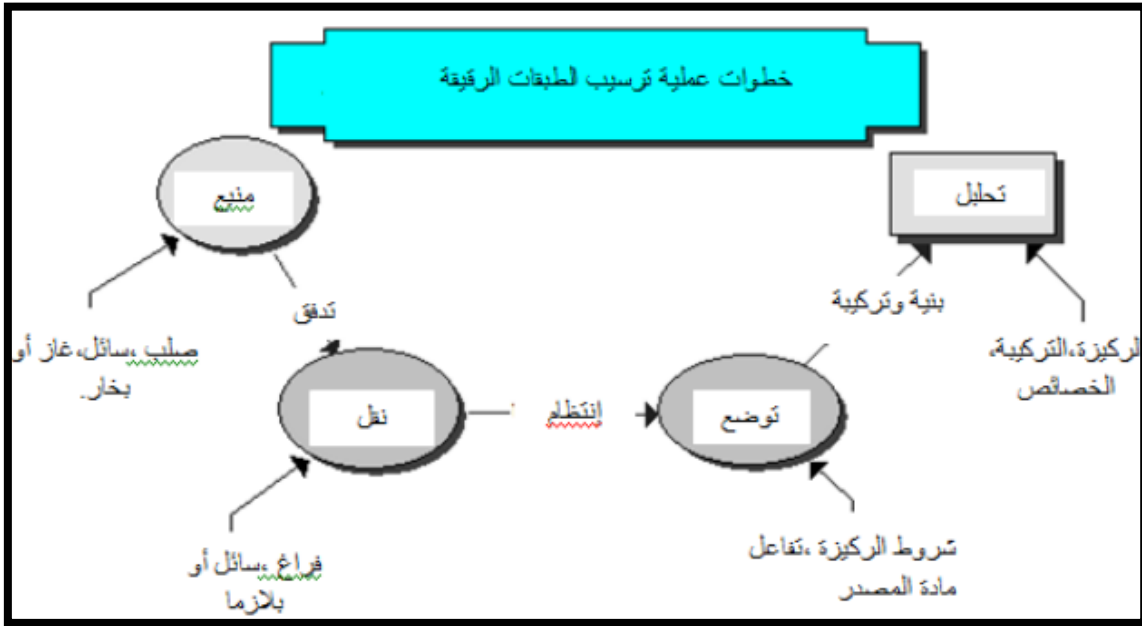 خطوات عملية ترسيب الطبقات الرقيقة
منبع
تحليل
تدفق
بنية وتركيبة
صلب ،سائل،غاز أو
بخار.
الركيزة،التركيبة،
الخصائص
نقل
إنتظام
توضع
فراغ ،سائل أو
بلازما
شروط الركيزة ،تفاعل
مادة المصدر